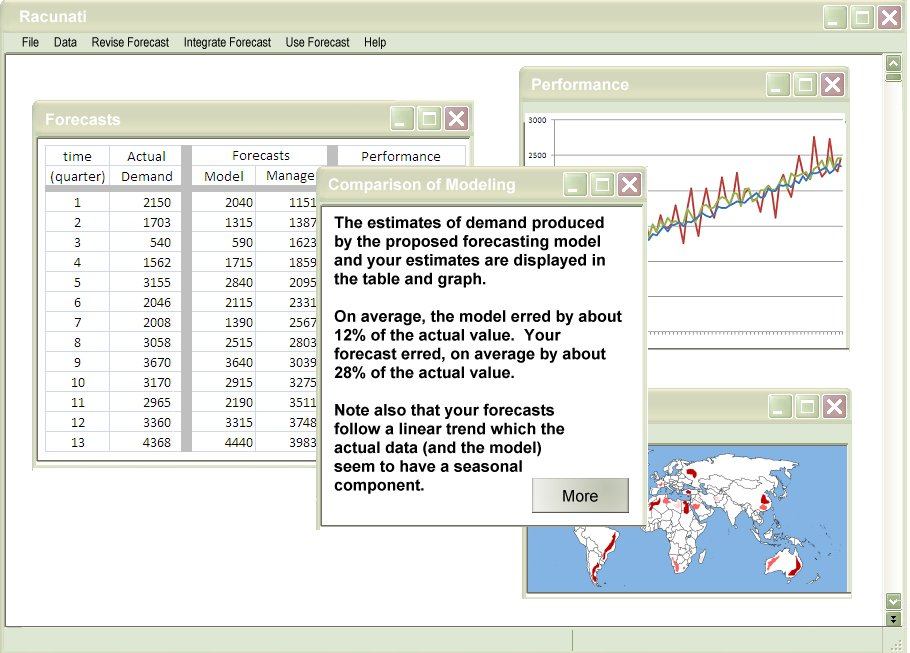 Racunati
File Data Revise Forecast Integrate Forecast Use Forecast Help
Performance
3000
2500
Forecasts
time Actual Forecasts Performance
(quarter) Demand Model Manage
1 2150 2040 1151
2 1703 1315 1387
3 540 590 1623
4 1562 1715 1859
5 3155 2840 2095
6 2046 2115 2331
7 2008 1390 2567
8 3058 2515 2803
9 3670 3640 3039
10 3170 2915 3275
11 2965 2190 3511
12 3360 3315 3748
13 4368 4440 3983
Comparison of Modeling
The estimates of demand produced
by the proposed forecasting model
and your estimates are displayed in
the table and graph.
On average, the model erred by about
12% of the actual value. Your
forecast erred, on average by about
28% of the actual value.
Note also that your forecasts
follow a linear trend which the
actual data (and the model)
seem to have a seasonal
component.
More